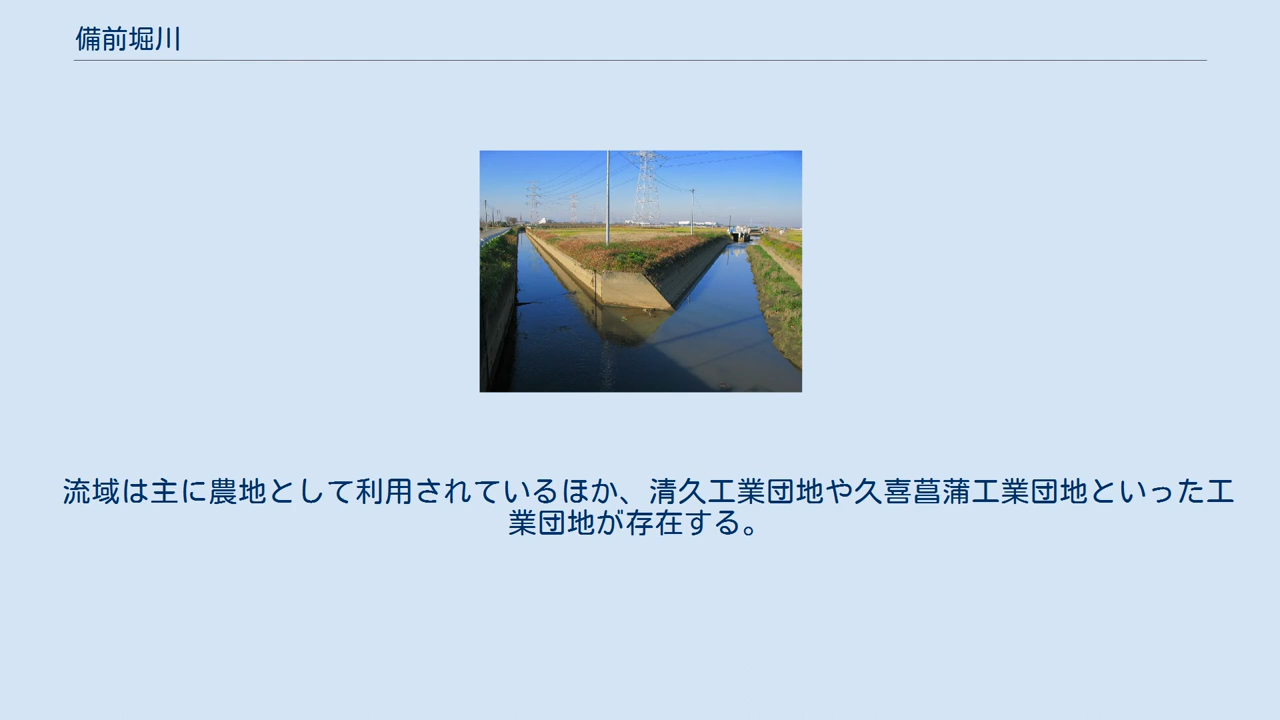 備前堀川
流域は主に農地として利用されているほか、清久工業団地や久喜菖蒲工業団地といった工
業団地が存在する。